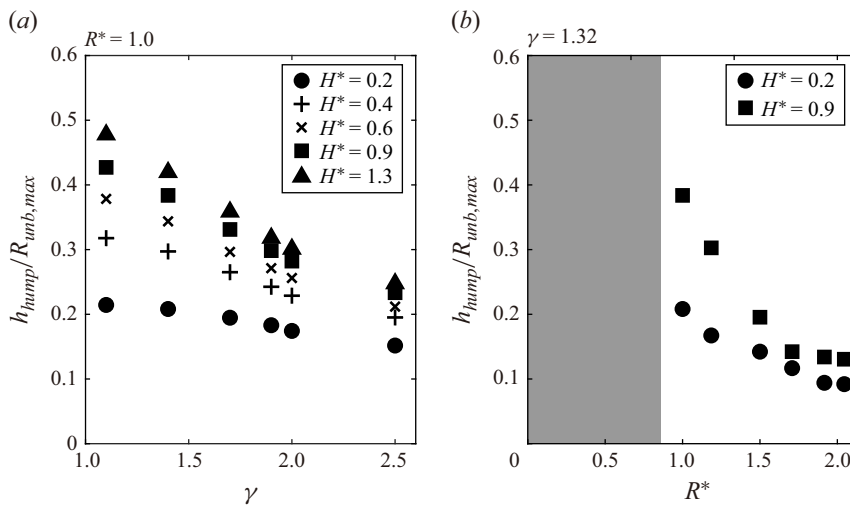 (a)
R* = 1.0
0.6
0.5
0.4
0.3
0.2
0.1
0
h_hump/R_unb,max
1.0
1.5
2.0
2.5
γ
H* = 0.2
H* = 0.4
H* = 0.6
H* = 0.9
H* = 1.3
(b)
γ = 1.32
0.6
0.5
0.4
0.3
0.2
0.1
0
h_hump/R_unb,max
0.5
1.0
1.5
2.0
R*
H* = 0.2
H* = 0.9